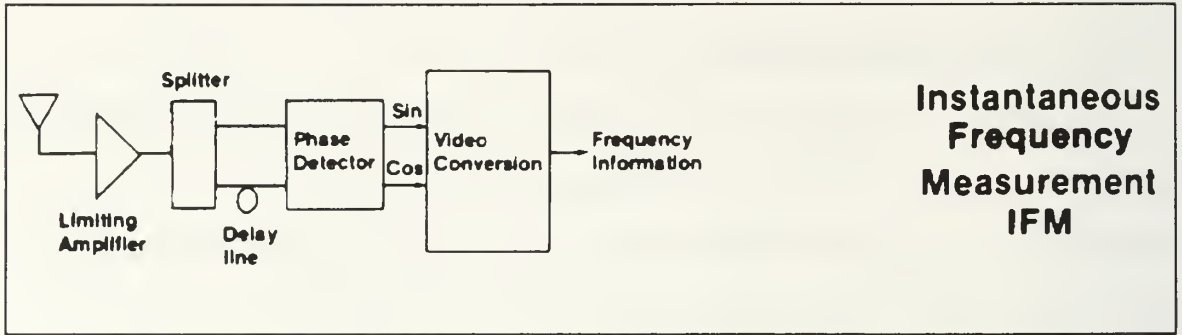 Splitter
Sin
Phase
Detector
Cos
Video
Conversion
Frequency
Information
Limiting
Amplifier
Delay
line
Instantaneous
Frequency
Measurement
IFM